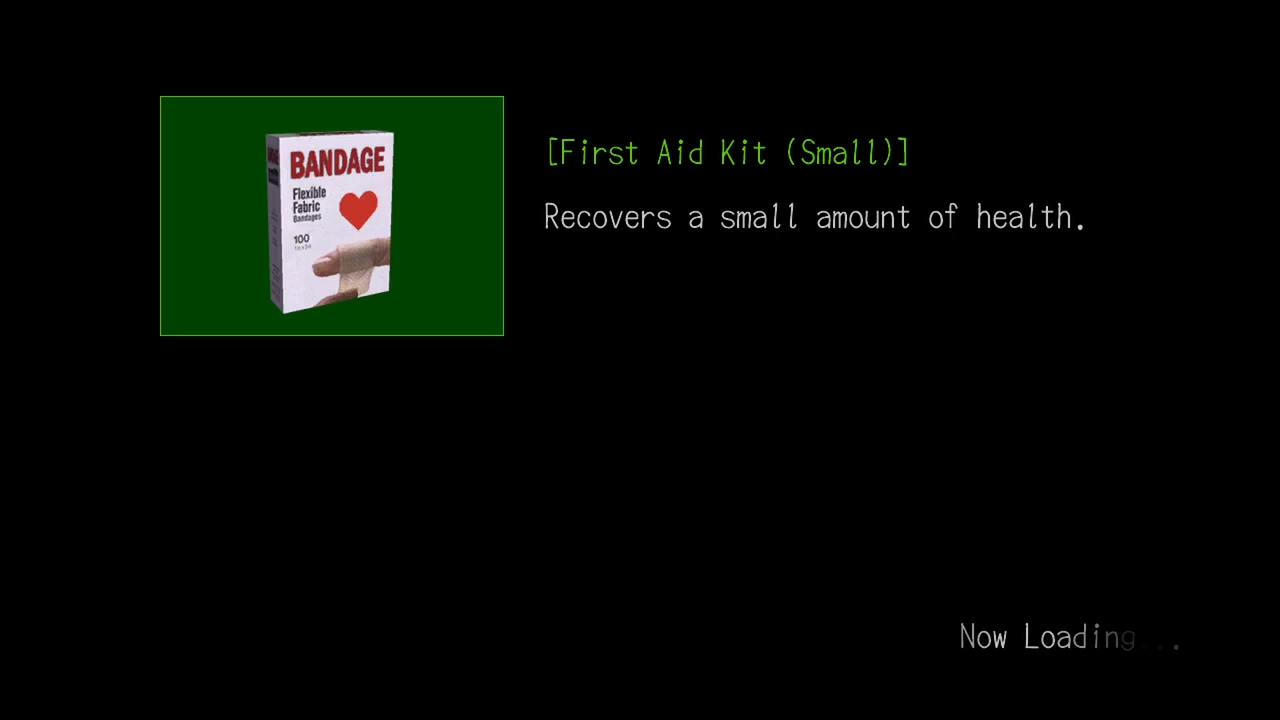 BANDAGE
Flexible
Fabric
Bandages
100
[First Aid Kit (Small)]
Recovers a small amount of health.
Now Loading...